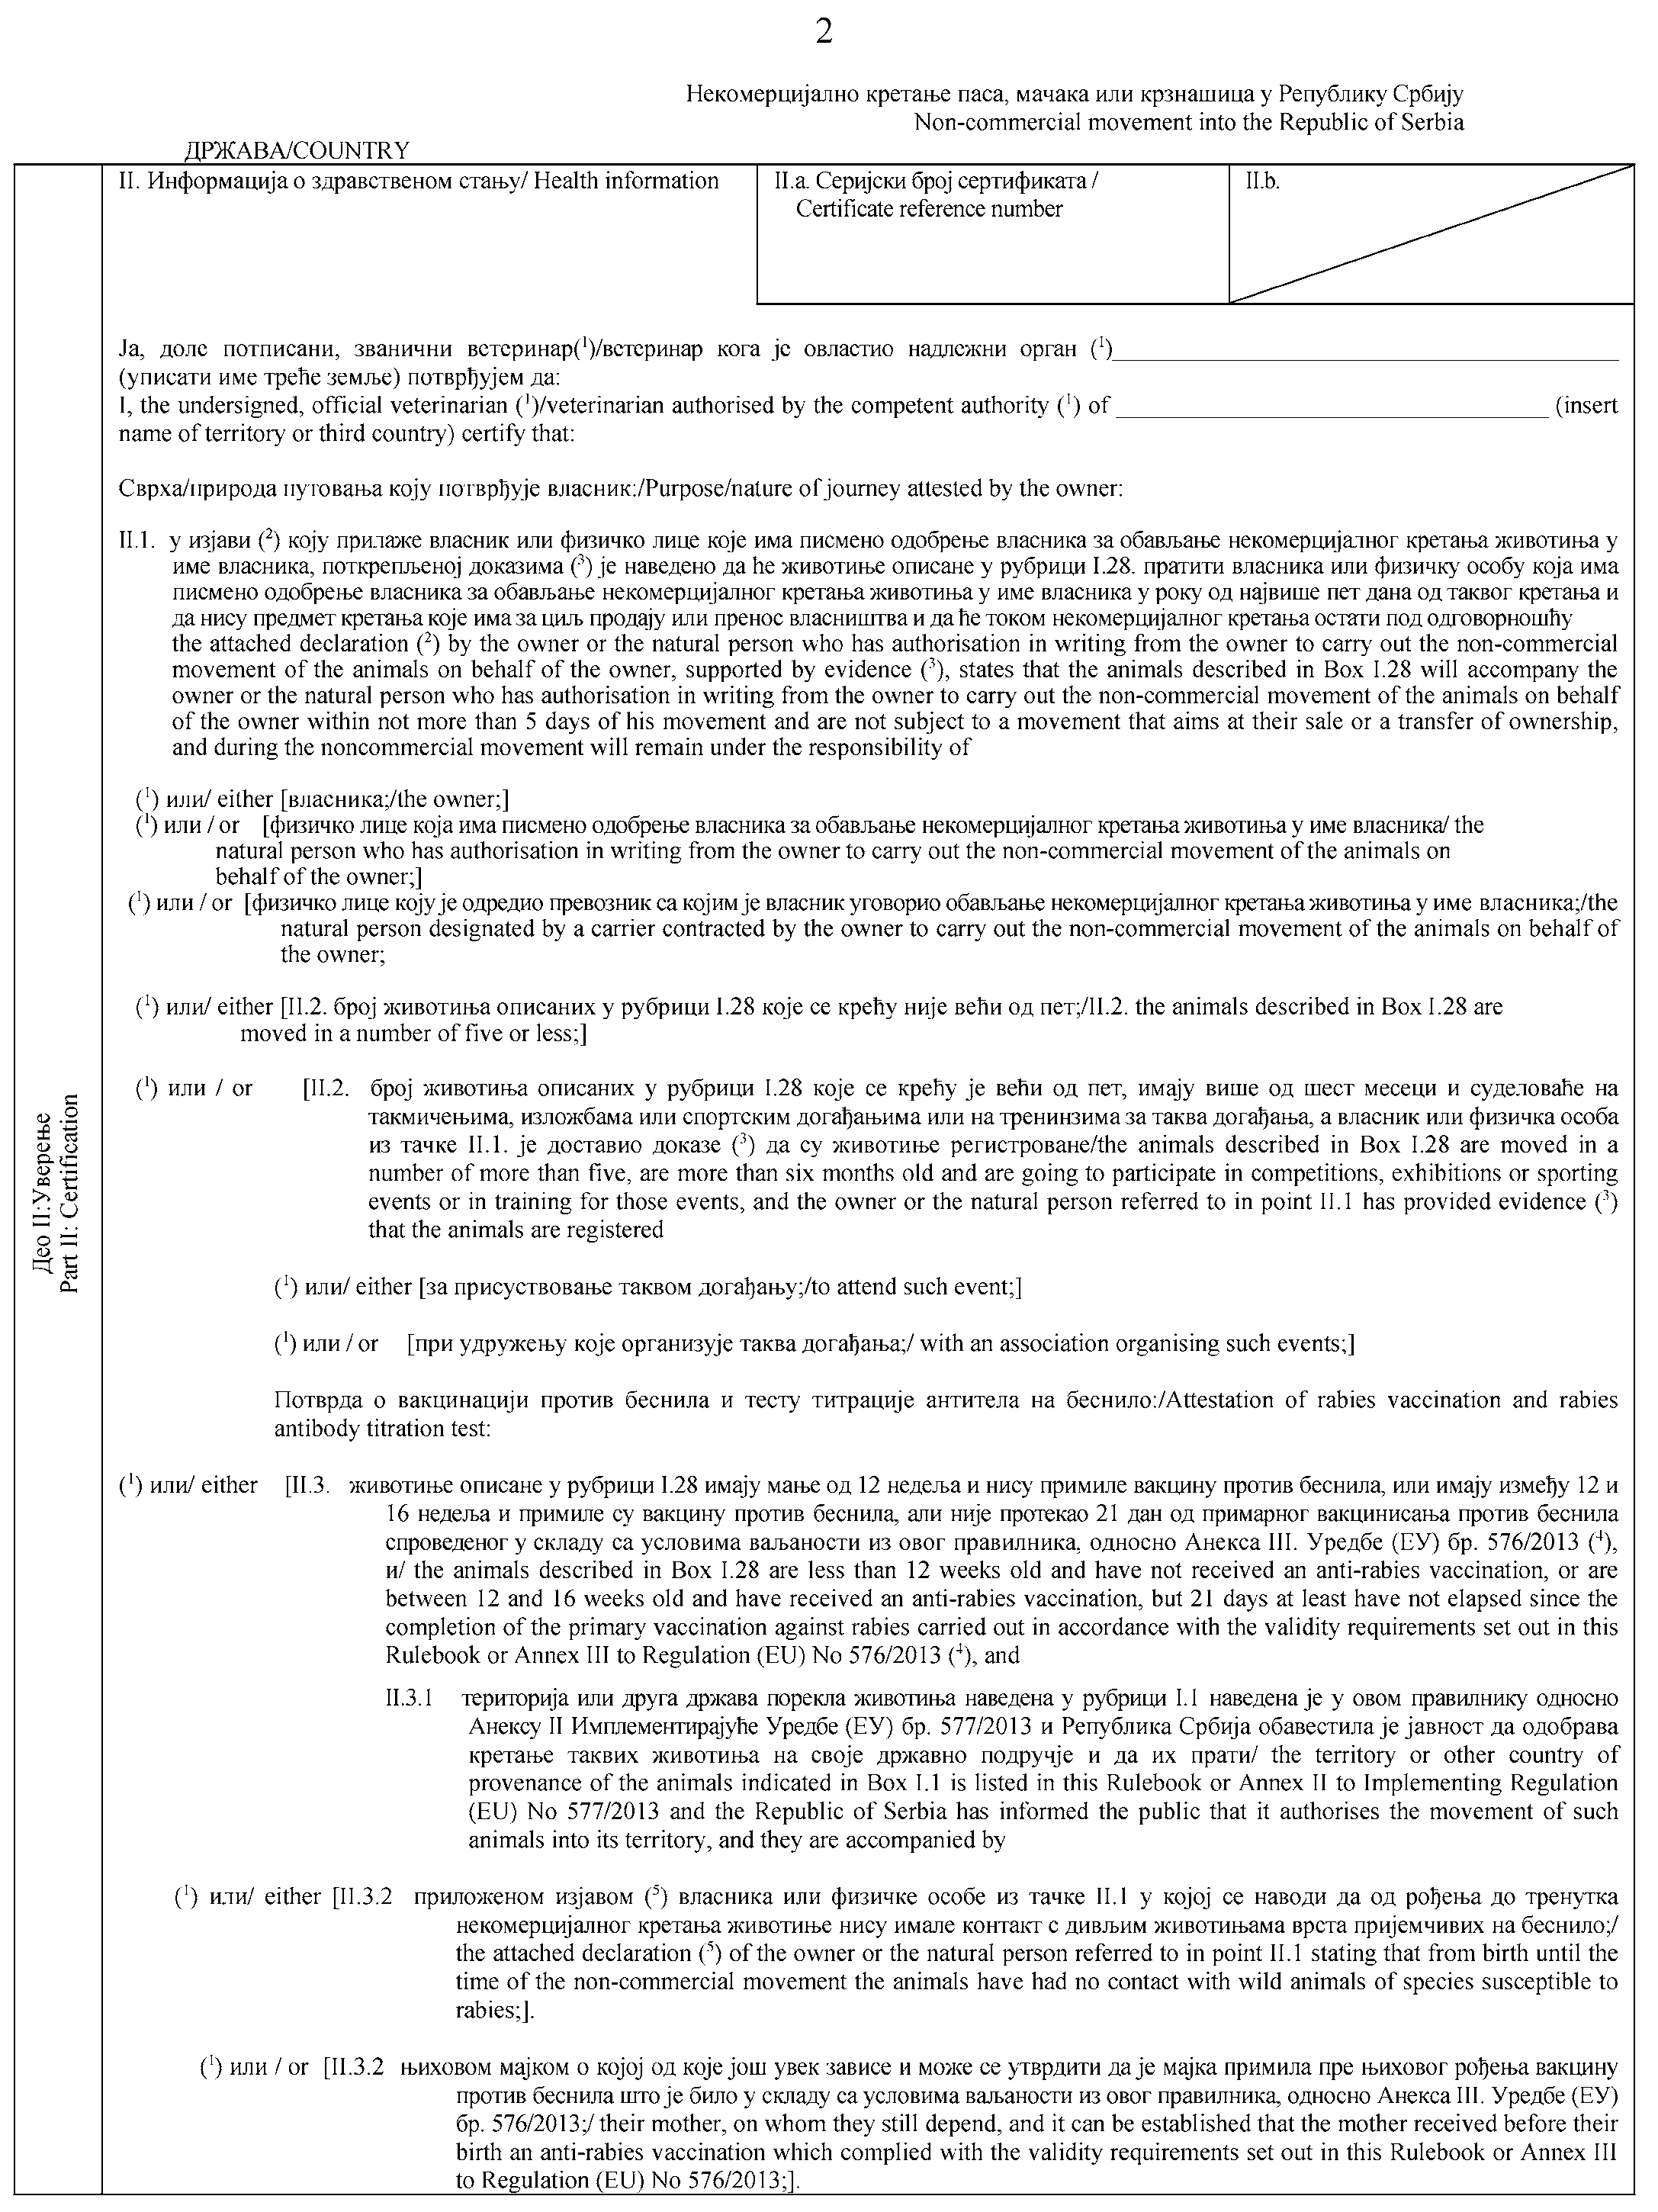 2
Некомерцијално кретање паса, мачака или крзнашица у Републику Србију
Non-commercial movement into the Republic of Serbia
ДРЖАВА/COUNTRY
II. Информација о здравственом стању/ Health information
II.a. Серијски број сертификата /
Certificate reference number
II.b.
Ја, доле потписани, званични ветеринар(¹)/ветеринар кога је овластио надлежни орган (¹)
(уписати име треће земље) потврђујем да:
I, the undersigned, official veterinarian (¹)/veterinarian authorised by the competent authority (¹) of (insert
name of territory or third country) certify that:
Сврха/природа путовања коју потврђује власник:/Purpose/nature of journey attested by the owner:
II.1. у изјави (²) коју прилаже власник или физичко лице које има писмено одобрење власника за обављање некомерцијалног кретања животиња у
име власника, поткрепљеној доказима (³) је наведено да ће животиње описане у рубрици I.28. пратити власника или физичку особу која има
писмено одобрење власника за обављање некомерцијалног кретања животиња у име власника у року од највише пет дана од таквог кретања и
да нису предмет кретања које има за циљ продају или пренос власништва и да ће током некомерцијалног кретања остати под одговорношћу
the attached declaration (²) by the owner or the natural person who has authorisation in writing from the owner to carry out the non-commercial
movement of the animals on behalf of the owner, supported by evidence (³), states that the animals described in Box I.28 will accompany the
owner or the natural person who has authorisation in writing from the owner to carry out the non-commercial movement of the animals on behalf
of the owner within not more than 5 days of his movement and are not subject to a movement that aims at their sale or a transfer of ownership,
and during the noncommercial movement will remain under the responsibility of
(¹) или/ either [власника;/the owner;]
(¹) или / or [физичко лице која има писмено одобрење власника за обављање некомерцијалног кретања животиња у име власника/ the
natural person who has authorisation in writing from the owner to carry out the non-commercial movement of the animals on
behalf of the owner;]
(¹) или / or [физичко лице коју је одредио превозник са којим је власник уговорио обављање некомерцијалног кретања животиња у име власника;/the
natural person designated by a carrier contracted by the owner to carry out the non-commercial movement of the animals on behalf of
the owner;
(¹) или/ either [II.2. број животиња описаних у рубрици I.28 које се крећу није већи од пет;/II.2. the animals described in Box I.28 are
moved in a number of five or less;]
(¹) или / or [II.2. број животиња описаних у рубрици I.28 које се крећу је већи од пет, имају више од шест месеци и суделоваће на
такмичењима, изложбама или спортским догађањима или на тренинзима за таква догађања, а власник или физичка особа
из тачке II.1. је доставио доказе (³) да су животиње регистроване/the animals described in Box I.28 are moved in a
number of more than five, are more than six months old and are going to participate in competitions, exhibitions or sporting
events or in training for those events, and the owner or the natural person referred to in point II.1 has provided evidence (³)
that the animals are registered
(¹) или/ either [за присуствовање таквом догађању;/to attend such event;]
(¹) или / or [при удружењу које организује таква догађања;/ with an association organising such events;]
Потврда о вакцинацији против беснила и тесту титрације антитела на беснило:/Attestation of rabies vaccination and rabies
antibody titration test:
(¹) или/ either [II.3. животиње описане у рубрици I.28 имају мање од 12 недеља и нису примиле вакцину против беснила, или имају између 12 и
16 недеља и примиле су вакцину против беснила, али није протекао 21 дан од примарног вакцинисања против беснила
спроведеног у складу са условима ваљаности из овог правилника, односно Анекса III. Уредбе (ЕУ) бр. 576/2013 (⁴),
и/ the animals described in Box I.28 are less than 12 weeks old and have not received an anti-rabies vaccination, or are
between 12 and 16 weeks old and have received an anti-rabies vaccination, but 21 days at least have not elapsed since the
completion of the primary vaccination against rabies carried out in accordance with the validity requirements set out in this
Rulebook or Annex III to Regulation (EU) No 576/2013 (⁴), and
II.3.1 територија или друга држава порекла животиња наведена у рубрици I.1 наведена је у овом правилнику односно
Анексу II Имплементирајуће Уредбе (ЕУ) бр. 577/2013 и Република Србија обавестила је јавност да одобрава
кретање таквих животиња на своје државно подручје и да их прати/ the territory or other country of
provenance of the animals indicated in Box I.1 is listed in this Rulebook or Annex II to Implementing Regulation
(EU) No 577/2013 and the Republic of Serbia has informed the public that it authorises the movement of such
animals into its territory, and they are accompanied by
(¹) или/ either [II.3.2 приложеном изјавом (⁵) власника или физичке особе из тачке II.1 у којој се наводи да од рођења до тренутка
некомерцијалног кретања животиње нису имале контакт с дивљим животињама врста пријемчивих на беснило;/
the attached declaration (⁵) of the owner or the natural person referred to in point II.1 stating that from birth until the
time of the non-commercial movement the animals have had no contact with wild animals of species susceptible to
rabies;].
(¹) или / or [II.3.2 њиховом мајком о којој од које још увек зависе и може се утврдити да је мајка примила пре њиховог рођења вакцину
против беснила што је било у складу са условима ваљаности из овог правилника, односно Анекса III. Уредбе (ЕУ)
бр. 576/2013;/ their mother, on whom they still depend, and it can be established that the mother received before their
birth an anti-rabies vaccination which complied with the validity requirements set out in this Rulebook or Annex III
to Regulation (EU) No 576/2013;].
Део II:Уверење
Part II: Certification